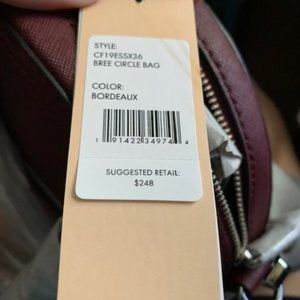 STYLE:
CF19ESSX36
BREE CIRCLE BAG
COLOR:
BORDEAUX
1 91422 34974 4
SUGGESTED RETAIL:
$248